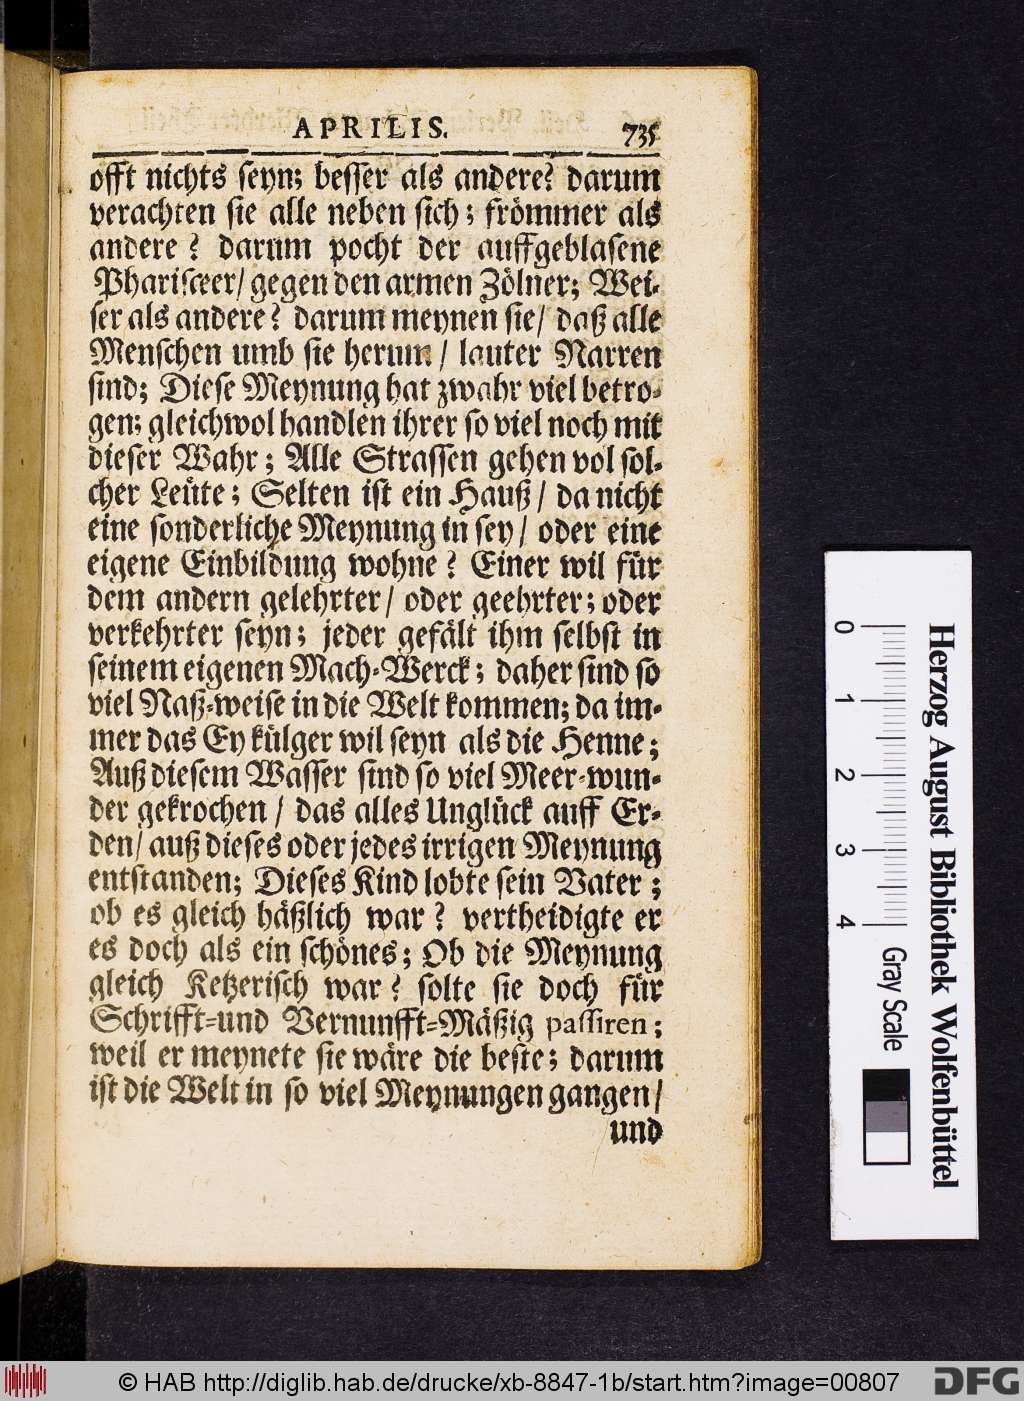 APRILIS. 735
offt nichts seyn; besser als andere? darum
verachten sie alle neben sich; frömmer als
andere? darum pocht der auffgeblasene
Pharisœer/ gegen den armen Zölner; Wei-
ser als andere? darum meynen sie/ daß alle
Menschen umb sie herum/ lauter Narren
sind; Diese Meynung hat zwahr viel betro-
gen; gleichwol handlen ihrer so viel noch mit
dieser Wahr; Alle Strassen gehen vol sol-
cher Leüte; Selten ist ein Hauß/ da nicht
eine sonderliche Meynung in sey/ oder eine
eigene Einbildung wohne? Einer wil für
dem andern gelehrter/ oder geehrter; oder
verkehrter seyn; jeder gefält ihm selbst in
seinem eigenen Mach-Werck; daher sind so
viel Naß-weise in die Welt kommen; da im-
mer das Ey külger wil seyn als die Henne;
Auß diesem Wasser sind so viel Meer-wun-
der gekrochen/ das alles Unglück auff Er-
den/ auß dieses oder jedes irrigen Meynung
entstanden; Dieses Kind lobte sein Vater;
ob es gleich häßlich war? vertheidigte er
es doch als ein schönes; Ob die Meynung
gleich Ketzerisch war? solte sie doch für
Schrifft-und Vernunfft-Mäßig passiren;
weil er meynete sie wäre die beste; darum
ist die Welt in so viel Meynungen gangen/
und
0 1 2 3 4
Gray Scale
Herzog August Bibliothek Wolfenbüttel
© HAB http://diglib.hab.de/drucke/xb-8847-1b/start.htm?image=00807
DFG